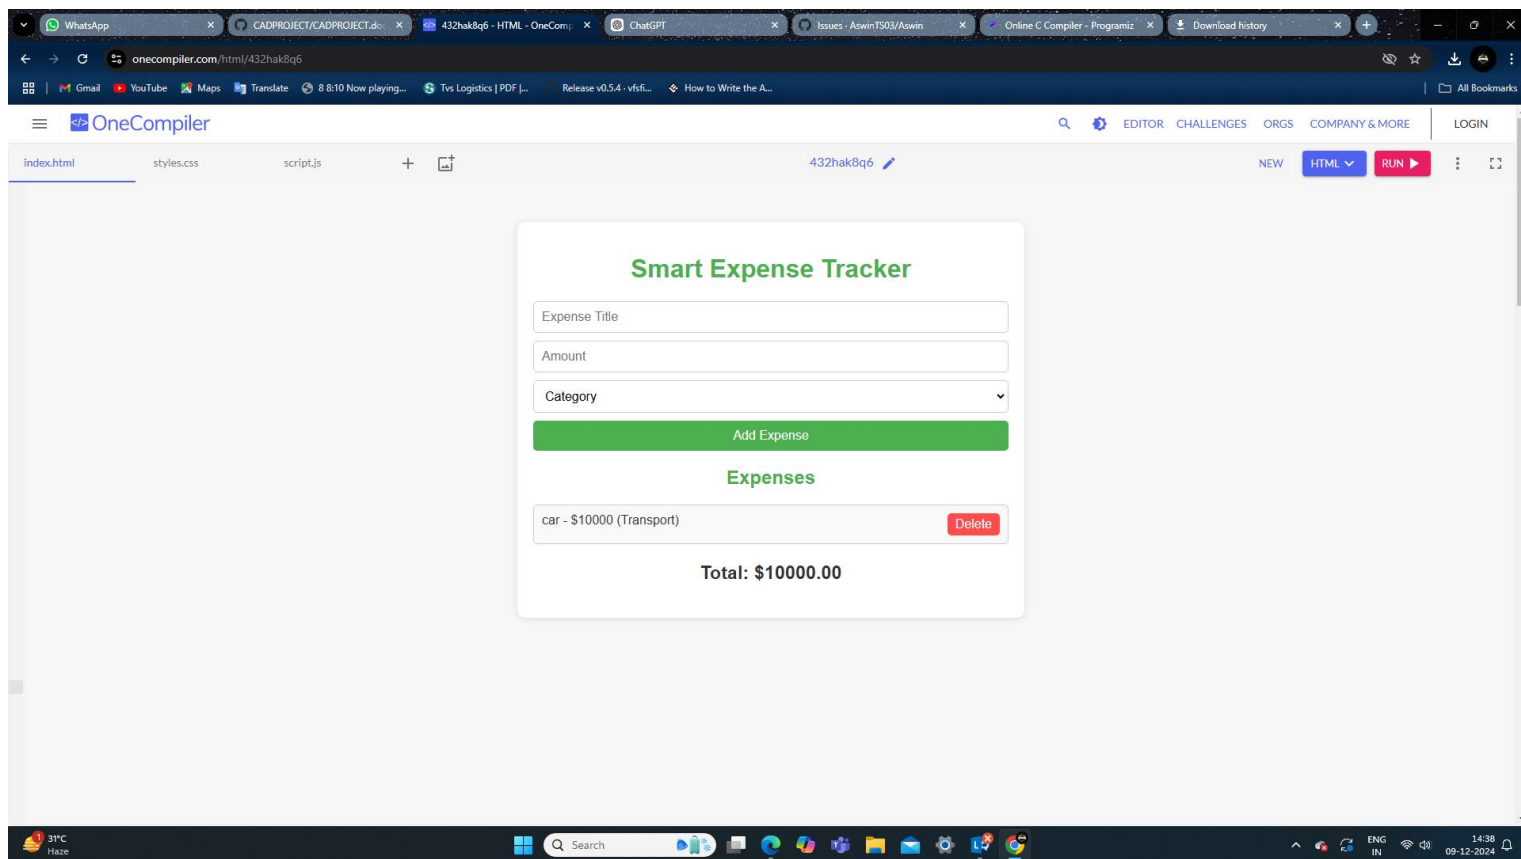 WhatsApp
CADPROJECT/CADPROJECT.do
432hak8q6 - HTML - OneComp
ChatGPT
Issues · AswinTS03/Aswin
Online C Compiler - Programiz
Download history
onecompiler.com/html/432hak8q6
Gmail
YouTube
Maps
Translate
8 8:10 Now playing...
Tvs Logistics | PDF |...
Release v0.5.4 · vfsfi...
How to Write the A...
All Bookmarks
OneCompiler
EDITOR
CHALLENGES
ORGS
COMPANY & MORE
LOGIN
index.html
styles.css
script.js
432hak8q6
NEW
HTML
RUN
Smart Expense Tracker
Expense Title
Amount
Category
Add Expense
Expenses
car - $10000 (Transport)
Delete
Total: $10000.00
1
31°C
Haze
Search
ENG
IN
14:38
09-12-2024